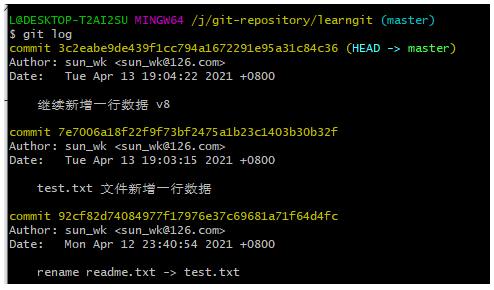 L@DESKTOP-T2AI2SU MINGW64 /j/git-repository/learngit (master)
$ git log
commit 3c2eabe9de439f1cc794a1672291e95a31c84c36 (HEAD -> master)
Author: sun_wk <sun_wk@126.com>
Date:   Tue Apr 13 19:04:22 2021 +0800
继续新增一行数据 v8
commit 7e7006a18f22f9f73bf2475a1b23c1403b30b32f
Author: sun_wk <sun_wk@126.com>
Date:   Tue Apr 13 19:03:15 2021 +0800
test.txt 文件新增一行数据
commit 92cf82d74084977f17976e37c69681a71f64d4fc
Author: sun_wk <sun_wk@126.com>
Date:   Mon Apr 12 23:40:54 2021 +0800
rename readme.txt -> test.txt